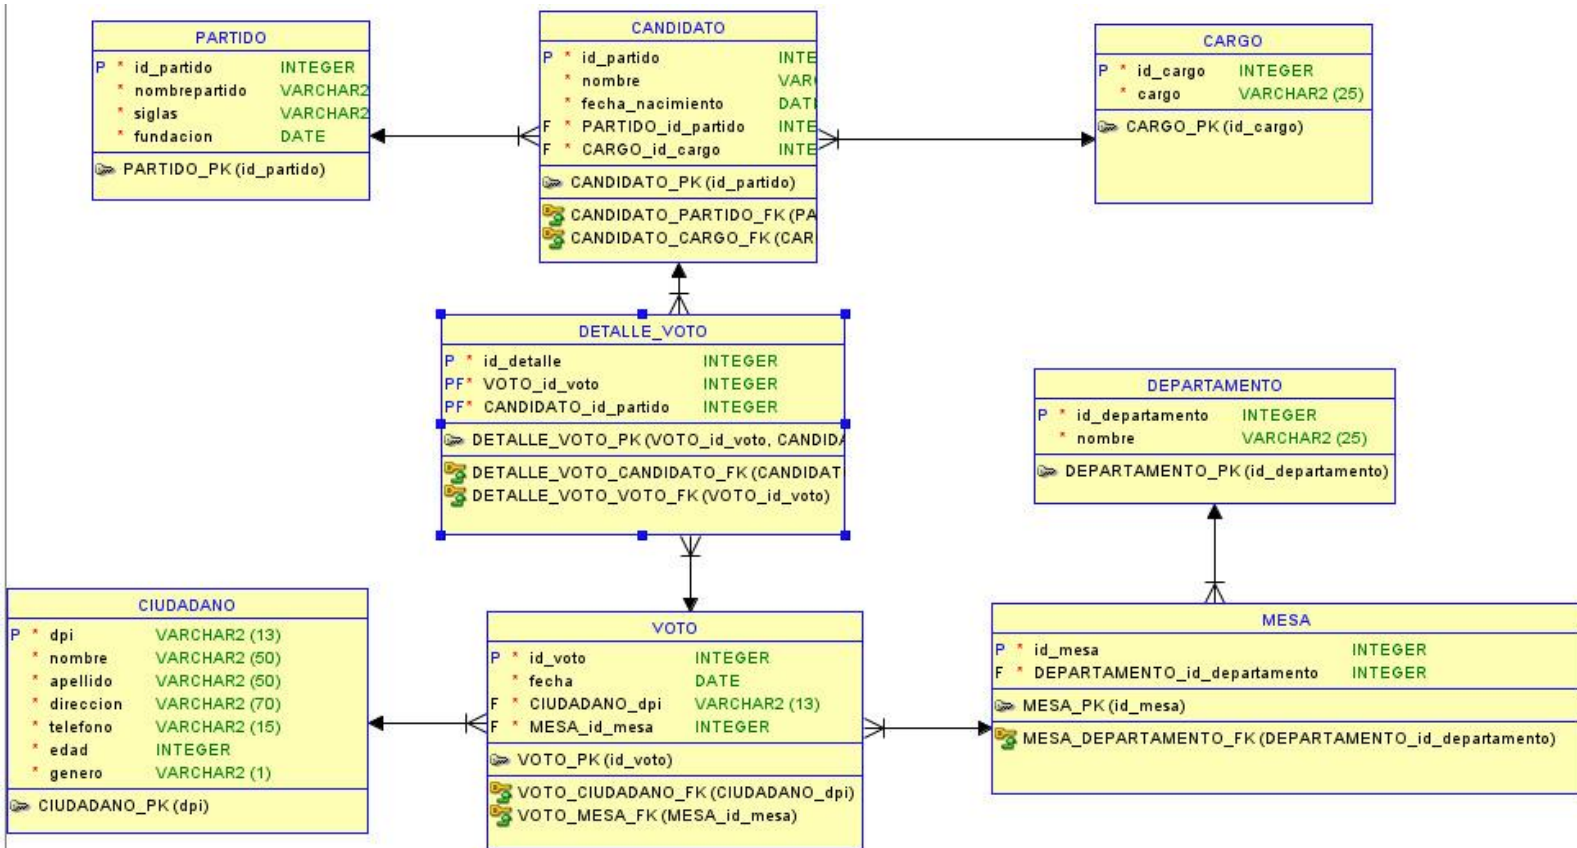 PARTIDO
P * id_partido INTEGER
* nombrepartido VARCHAR2
* siglas VARCHAR2
* fundacion DATE
PARTIDO_PK (id_partido)
CANDIDATO
P * id_partido INTE
* nombre VAR
* fecha_nacimiento DAT
F * PARTIDO_id_partido INTE
F * CARGO_id_cargo INTE
CANDIDATO_PK (id_partido)
CANDIDATO_PARTIDO_FK (PA
CANDIDATO_CARGO_FK (CAR
CARGO
P * id_cargo INTEGER
* cargo VARCHAR2 (25)
CARGO_PK (id_cargo)
DETALLE_VOTO
P * id_detalle INTEGER
PF* VOTO_id_voto INTEGER
PF* CANDIDATO_id_partido INTEGER
DETALLE_VOTO_PK (VOTO_id_voto, CANDIDA
DETALLE_VOTO_CANDIDATO_FK (CANDIDAT
DETALLE_VOTO_VOTO_FK (VOTO_id_voto)
DEPARTAMENTO
P * id_departamento INTEGER
* nombre VARCHAR2 (25)
DEPARTAMENTO_PK (id_departamento)
CIUDADANO
P * dpi VARCHAR2 (13)
* nombre VARCHAR2 (50)
* apellido VARCHAR2 (50)
* direccion VARCHAR2 (70)
* telefono VARCHAR2 (15)
* edad INTEGER
* genero VARCHAR2 (1)
CIUDADANO_PK (dpi)
VOTO
P * id_voto INTEGER
* fecha DATE
F * CIUDADANO_dpi VARCHAR2 (13)
F * MESA_id_mesa INTEGER
VOTO_PK (id_voto)
VOTO_CIUDADANO_FK (CIUDADANO_dpi)
VOTO_MESA_FK (MESA_id_mesa)
MESA
P * id_mesa INTEGER
F * DEPARTAMENTO_id_departamento INTEGER
MESA_PK (id_mesa)
MESA_DEPARTAMENTO_FK (DEPARTAMENTO_id_departamento)